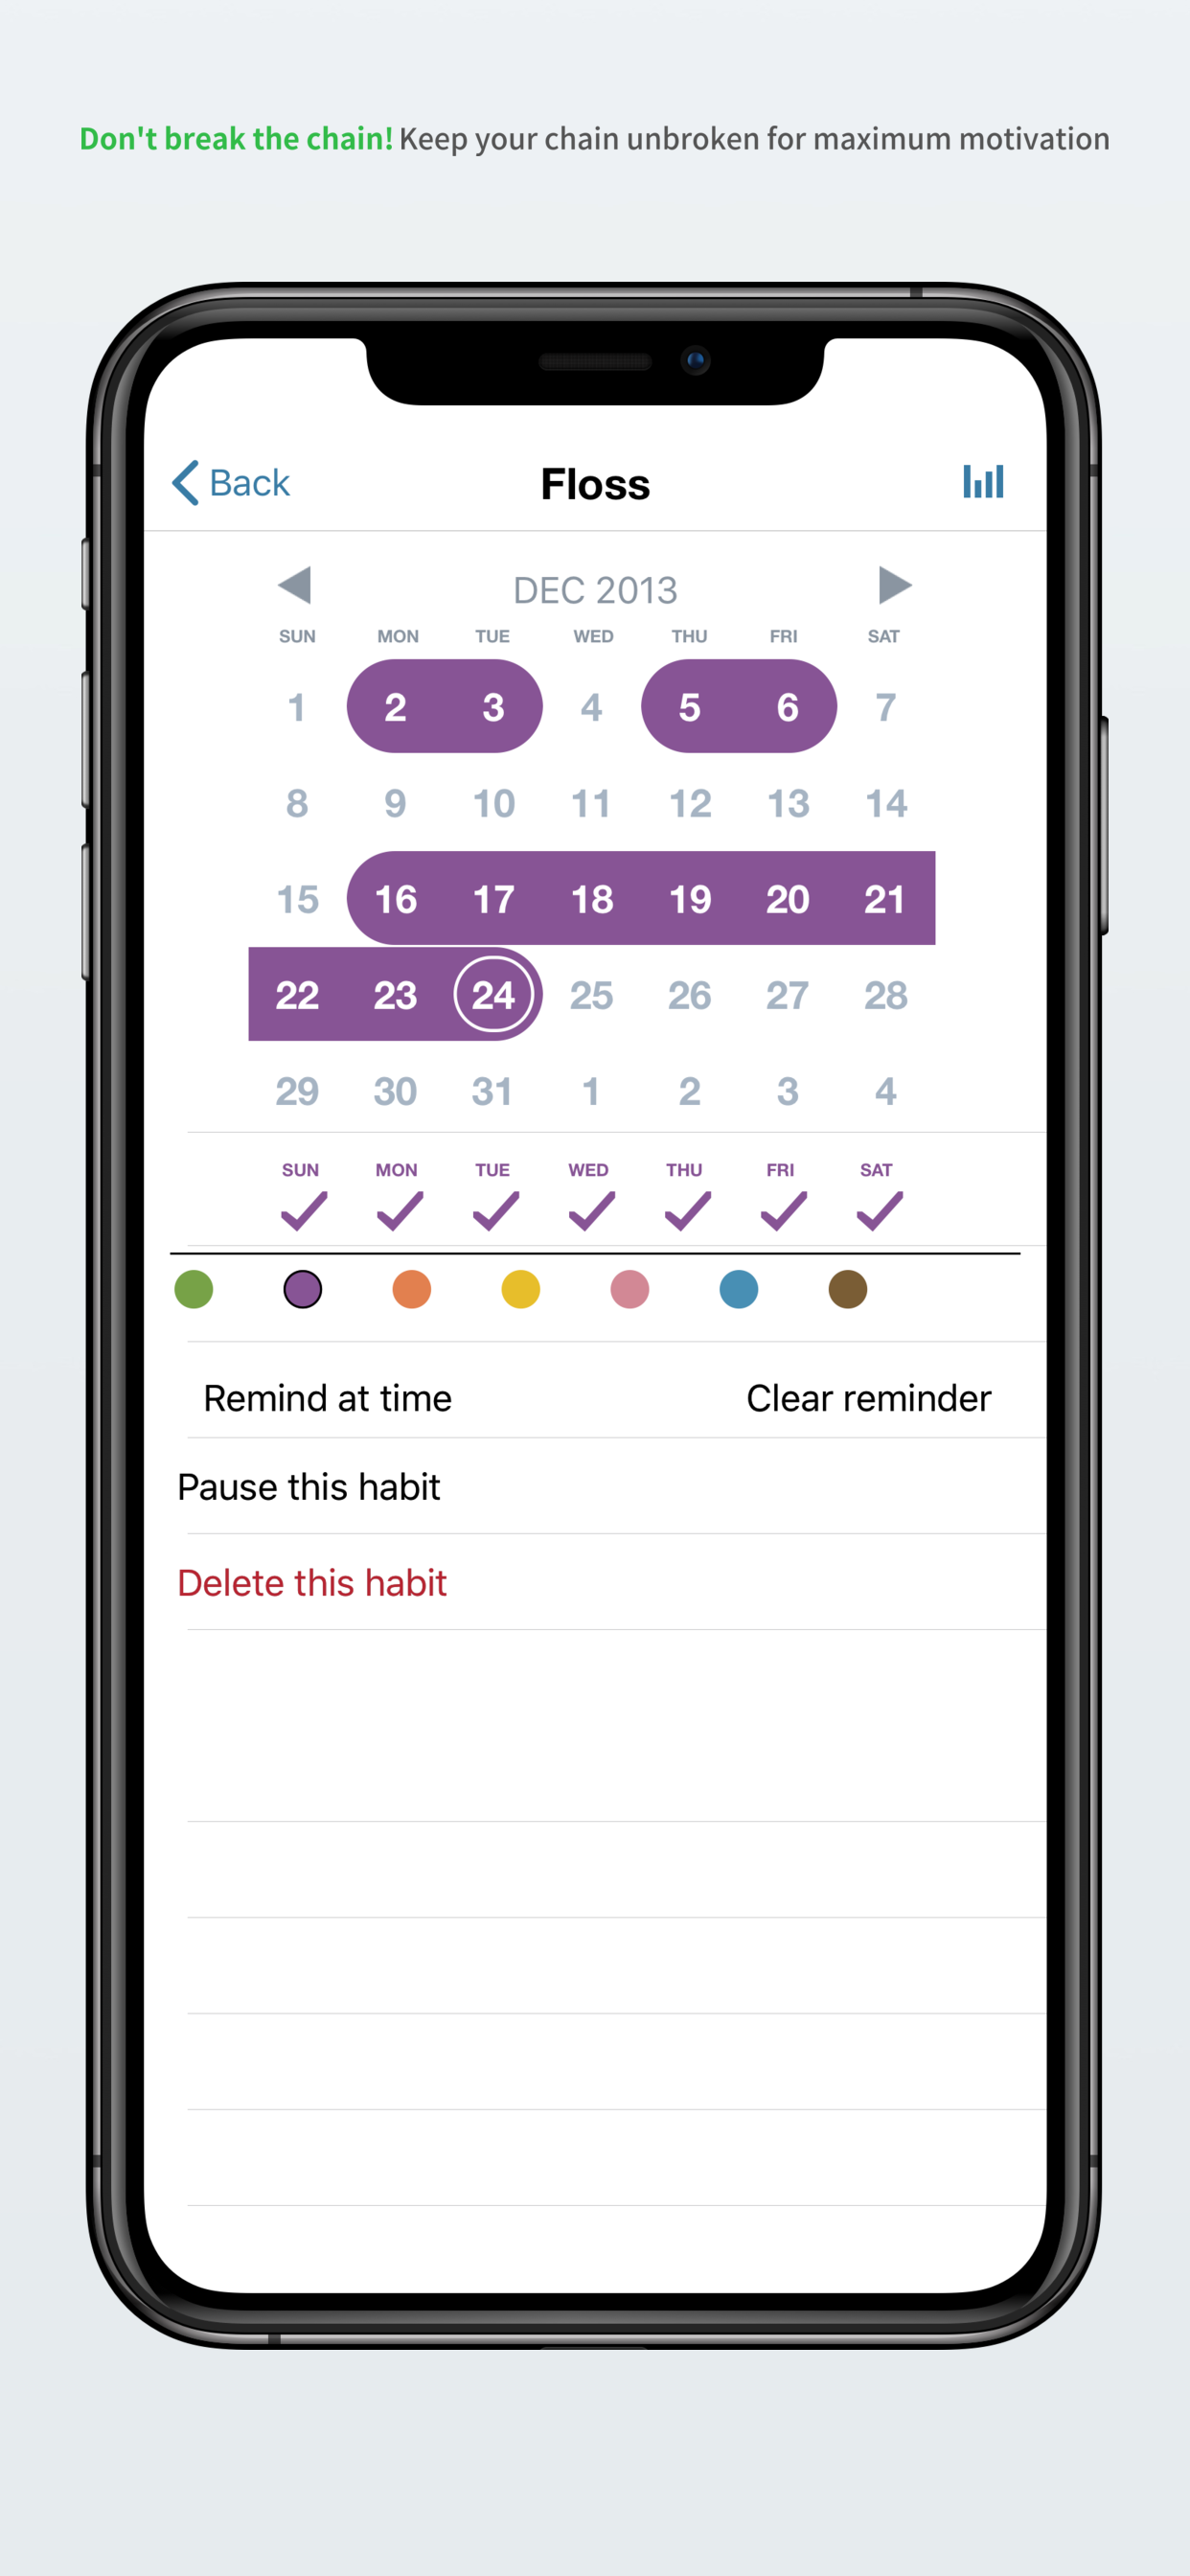 Don't break the chain! Keep your chain unbroken for maximum motivation
Back Floss
DEC 2013
SUN MON TUE WED THU FRI SAT
1 2 3 4 5 6 7
8 9 10 11 12 13 14
15 16 17 18 19 20 21
22 23 24 25 26 27 28
29 30 31 1 2 3 4
SUN MON TUE WED THU FRI SAT
Remind at time Clear reminder
Pause this habit
Delete this habit